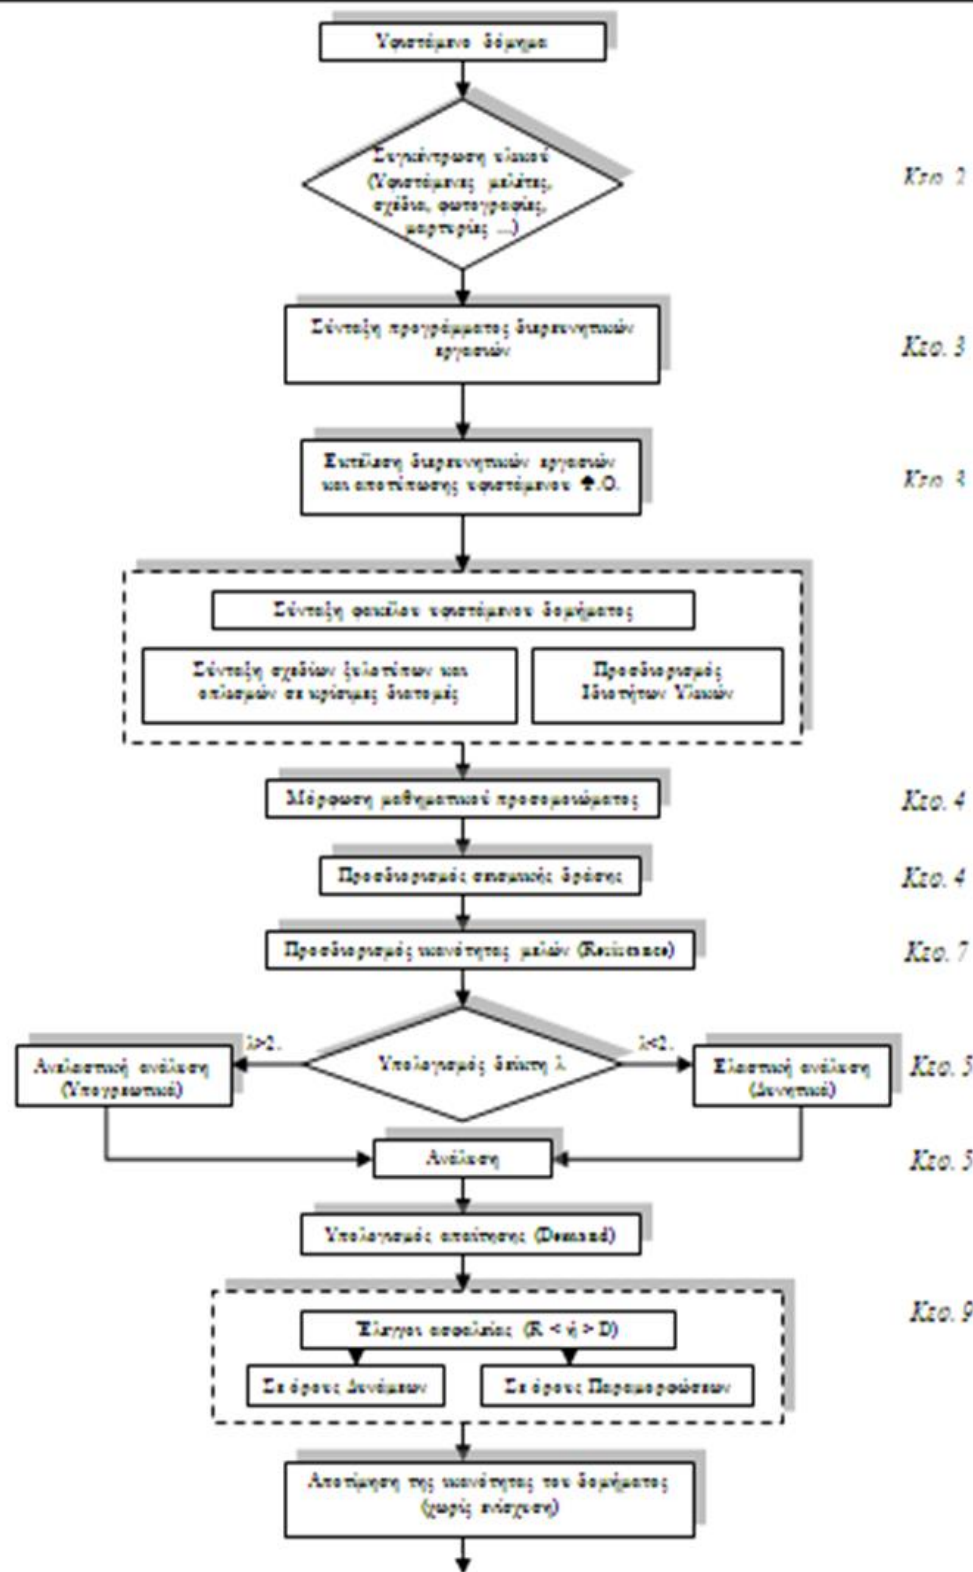 Υφιστάμενο δόμημα
Συγκέντρωση υλικού
(Υφιστάμενες μελέτες,
σχέδια, φωτογραφίες,
μαρτυρίες ...)
Κεφ. 2
Σύνταξη προγράμματος διερευνητικών
εργασιών
Κεφ. 3
Εκτέλεση διερευνητικών εργασιών
και αποτύπωσης υφιστάμενου Φ.Ο.
Κεφ. 3
Σύνταξη φακέλου υφιστάμενου δομήματος
Σύνταξη σχεδίων ξυλοτύπων και
οπλισμών σε κρίσιμες διατομές
Προσδιορισμός
Ιδιοτήτων Υλικών
Μόρφωση μαθηματικού προσομοιώματος
Κεφ. 4
Προσδιορισμός σεισμικής δράσης
Κεφ. 4
Προσδιορισμός ικανότητας μελών (Resistance)
Κεφ. 7
λ>2.
λ<2.
Ανελαστική ανάλυση
(Υποχρεωτικά)
Υπολογισμός δείκτη λ
Ελαστική ανάλυση
(Δυνητικά)
Κεφ. 5
Ανάλυση
Κεφ. 5
Υπολογισμός απαίτησης (Demand)
Έλεγχοι ασφαλείας (R < ή > D)
Κεφ. 9
Σε όρους Δυνάμεων
Σε όρους Παραμορφώσεων
Αποτίμηση της ικανότητας του δομήματος
(χωρίς ενίσχυση)